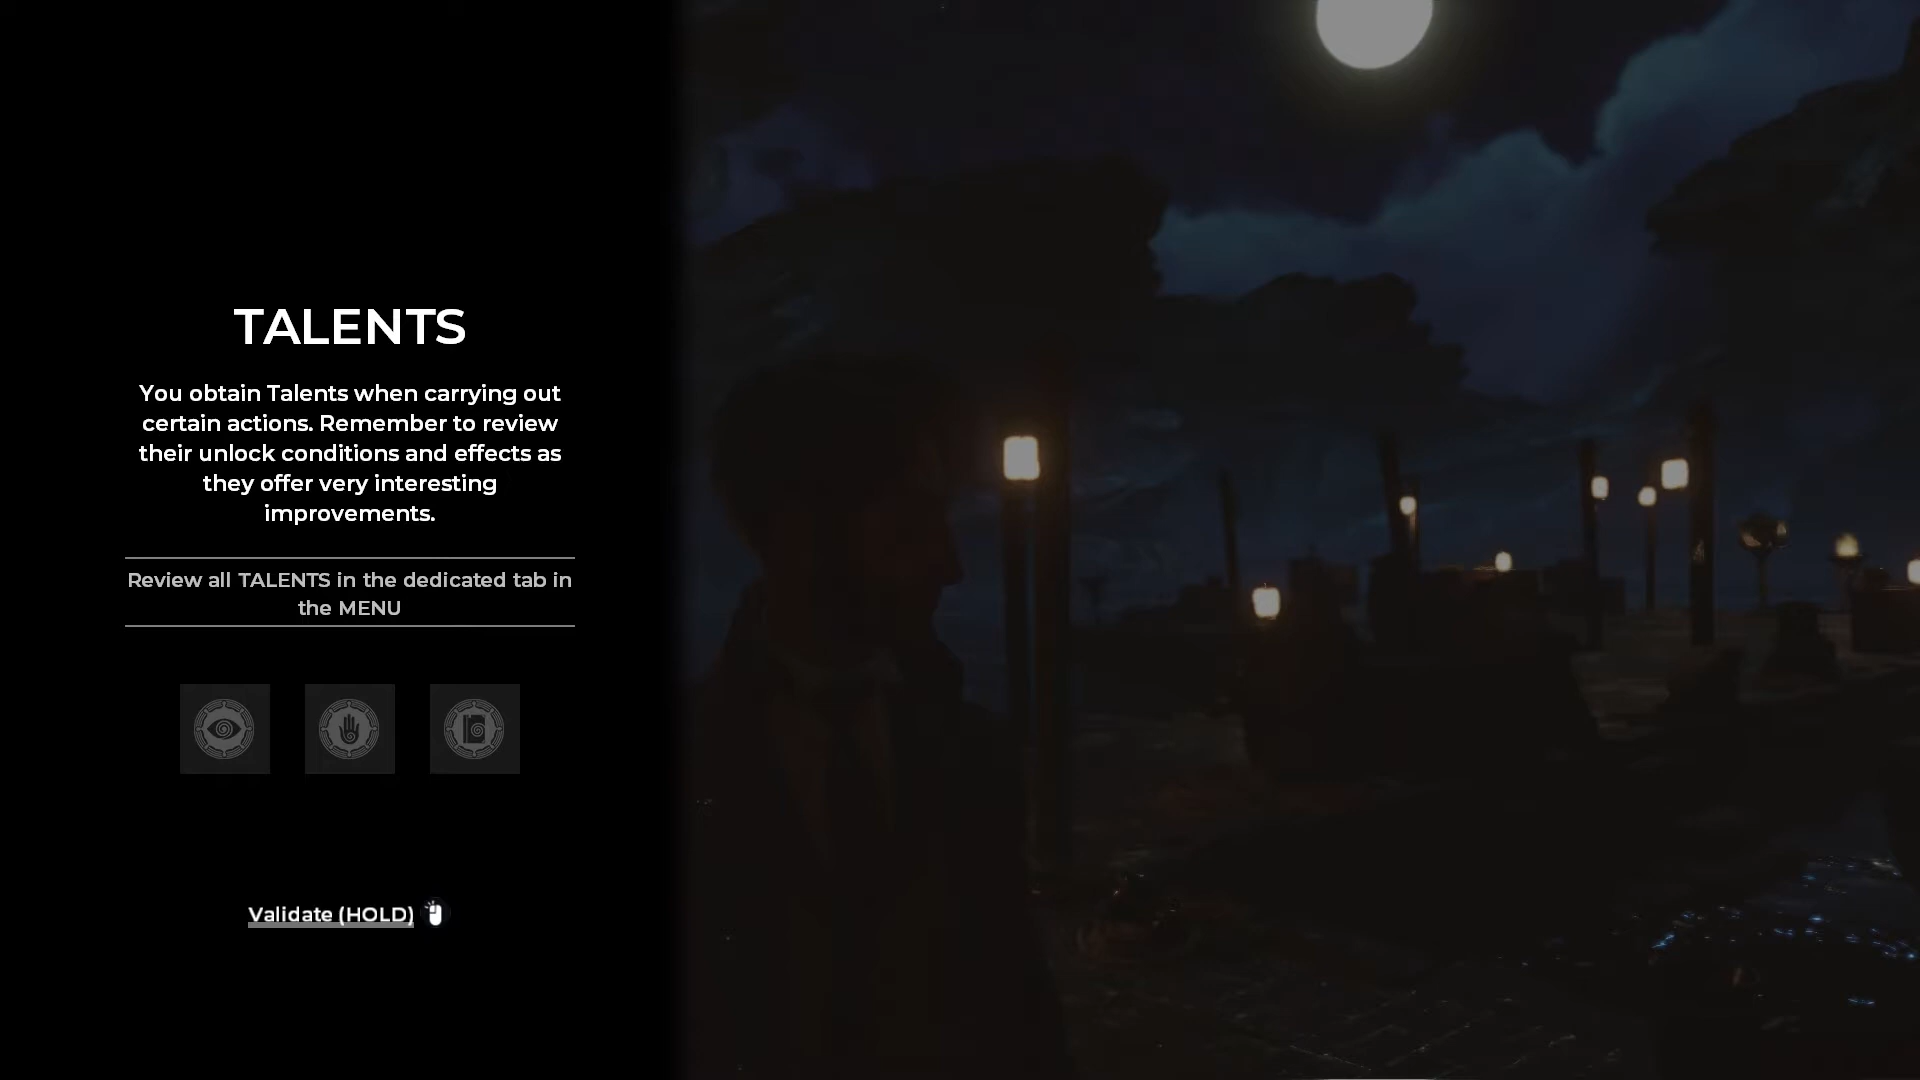 TALENTS
You obtain Talents when carrying out
certain actions. Remember to review
their unlock conditions and effects as
they offer very interesting
improvements.
Review all TALENTS in the dedicated tab in
the MENU
Validate (HOLD)